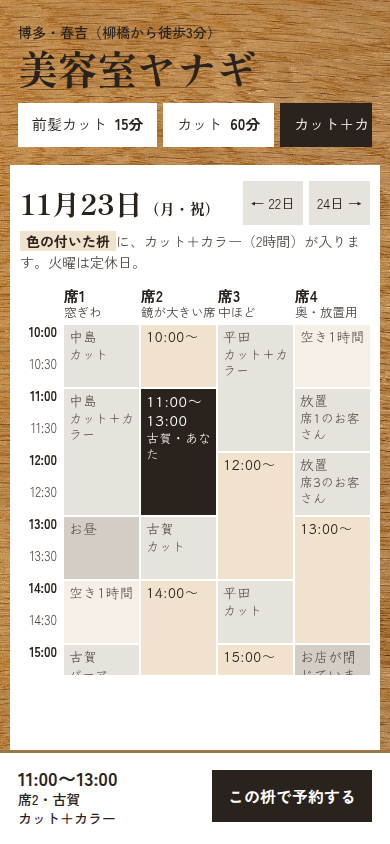 博多・春吉（柳橋から徒歩3分）
美容室ヤナギ
前髪カット 15分
カット 60分
カット＋カ
11月23日（月・祝）
← 22日
24日 →
色の付いた枡に、カット＋カラー（2時間）が入りま
す。火曜は定休日。
席1
窓ぎわ
席2
鏡が大きい席
席3
中ほど
席4
奥・放置用
10:00
中島
カット
10:00〜
平田
カット＋カ
ラー
空き1時間
10:30
11:00
中島
カット＋カ
ラー
11:00〜
13:00
古賀・あな
た
放置
席1のお客
さん
11:30
12:00
12:00〜
放置
席3のお客
さん
12:30
13:00
お昼
古賀
カット
13:00〜
13:30
14:00
空き1時間
14:00〜
平田
カット
14:30
15:00
古賀
パーマ
15:00〜
お店が閉
じていま
11:00〜13:00
席2・古賀
カット＋カラー
この枡で予約する